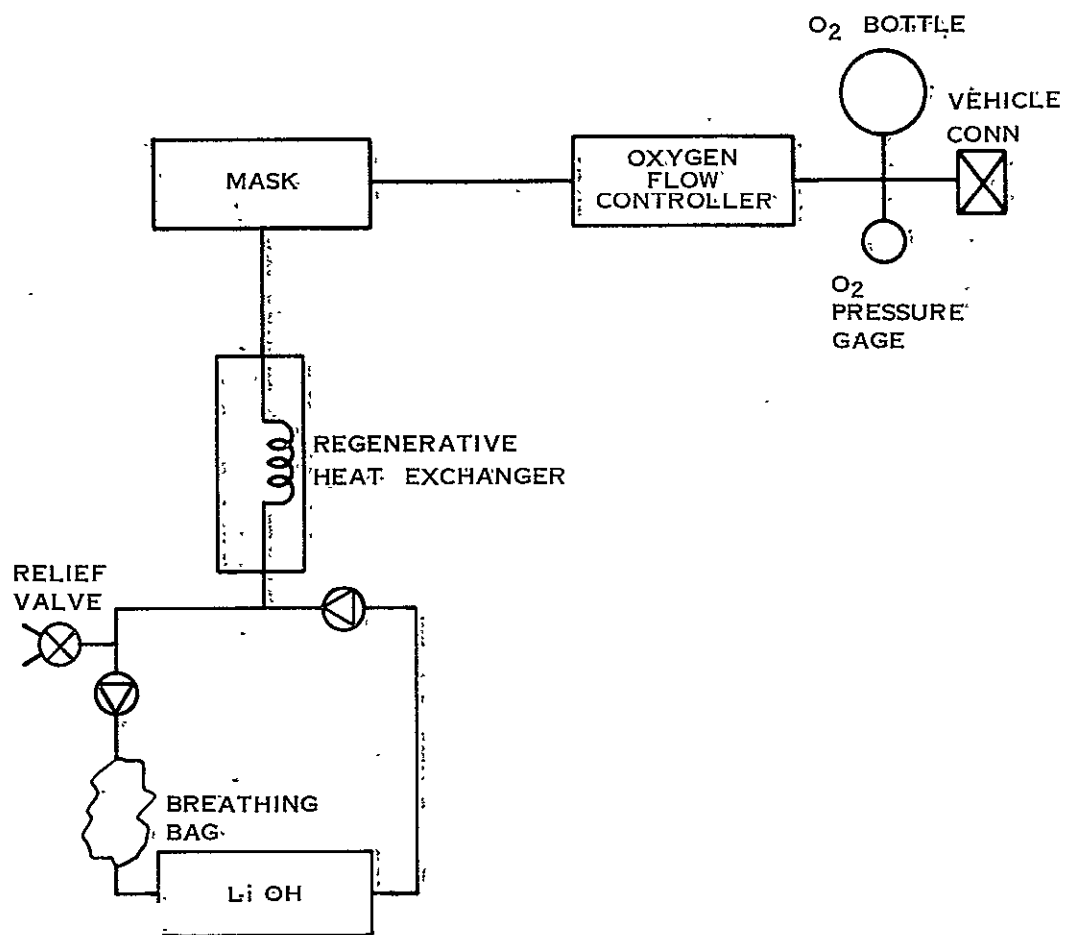 O2 BOTTLE
VEHICLE
CONN
OXYGEN
FLOW
CONTROLLER
MASK
O2
PRESSURE
GAGE
REGENERATIVE
HEAT EXCHANGER
RELIEF
VALVE
BREATHING
BAG
Li OH